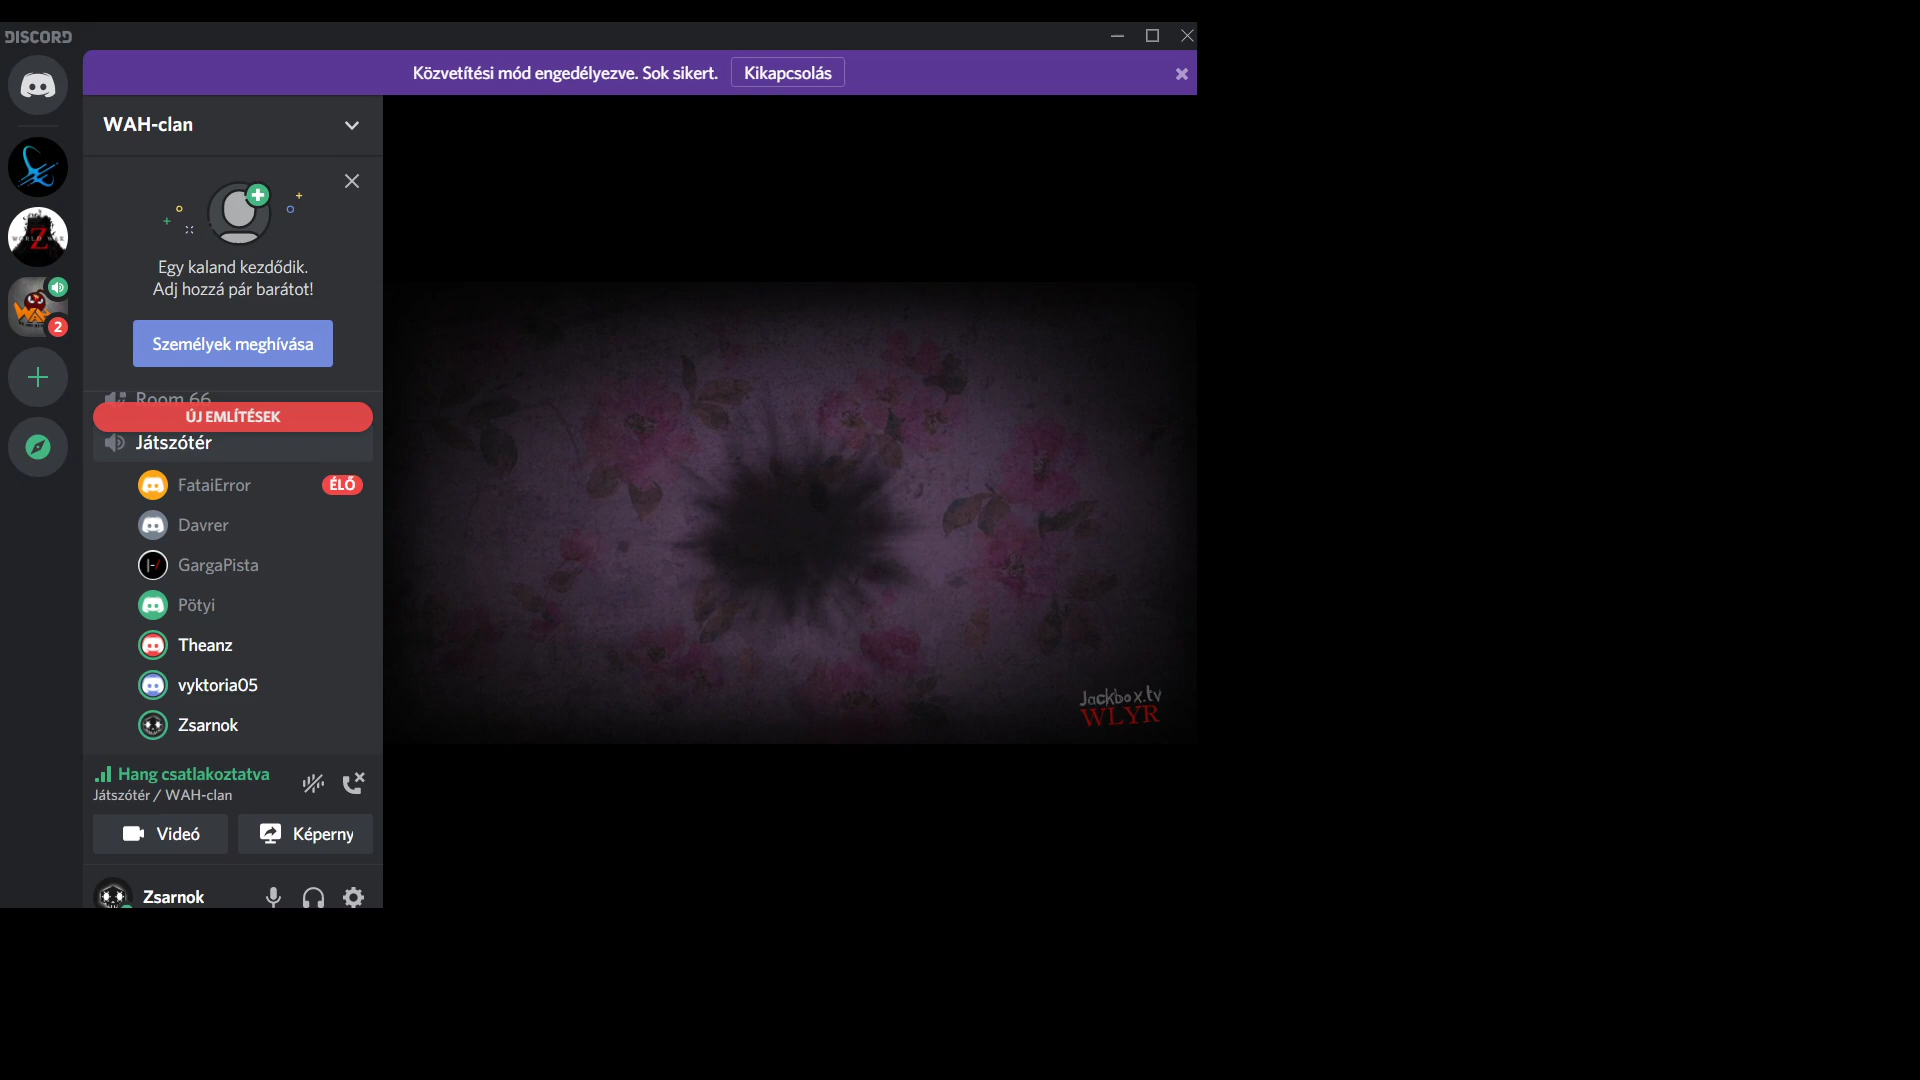 DISCORD
Közvetítési mód engedélyezve. Sok sikert.
Kikapcsolás
WAH-clan
Egy kaland kezdődik.
Adj hozzá pár barátot!
Személyek meghívása
Room 66
ÚJ EMLÍTÉSEK
Játszótér
FataiError
ÉLŐ
Davrer
GargaPista
Pötyi
Theanz
vyktoria05
Zsarnok
Hang csatlakoztatva
Játszótér / WAH-clan
Videó
Képerny
Zsarnok
2
Z
Jackbox.tv
WLYR